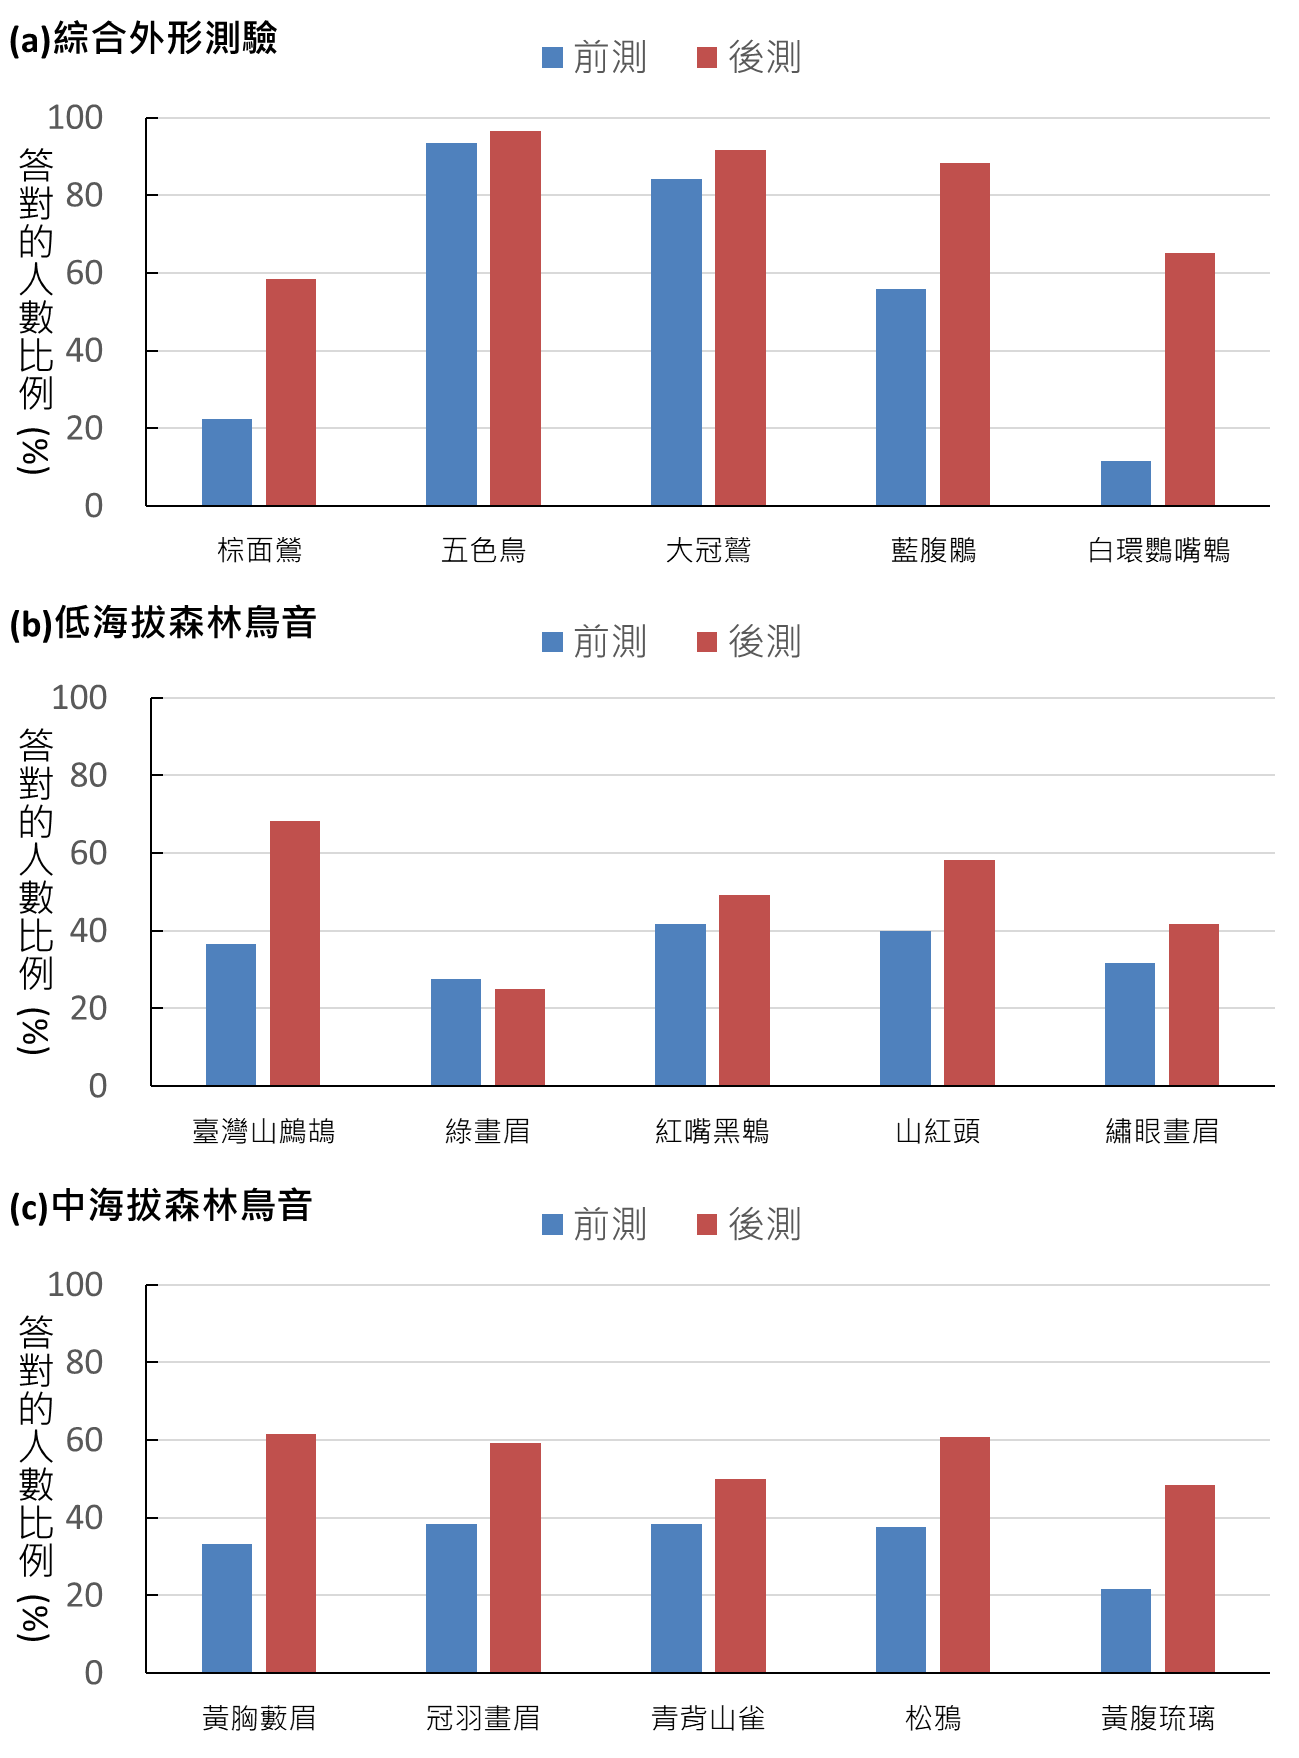 (a)綜合外形測驗
前測 後測
答對的人數比例 (%)
100
80
60
40
20
0
棕面鶯 五色鳥 大冠鷲 藍腹鷴 白環鸚嘴鵯
(b)低海拔森林鳥音
前測 後測
答對的人數比例 (%)
100
80
60
40
20
0
臺灣山鷓鴣 綠畫眉 紅嘴黑鵯 山紅頭 繡眼畫眉
(c)中海拔森林鳥音
前測 後測
答對的人數比例 (%)
100
80
60
40
20
0
黃胸藪眉 冠羽畫眉 青背山雀 松鴉 黃腹琉璃